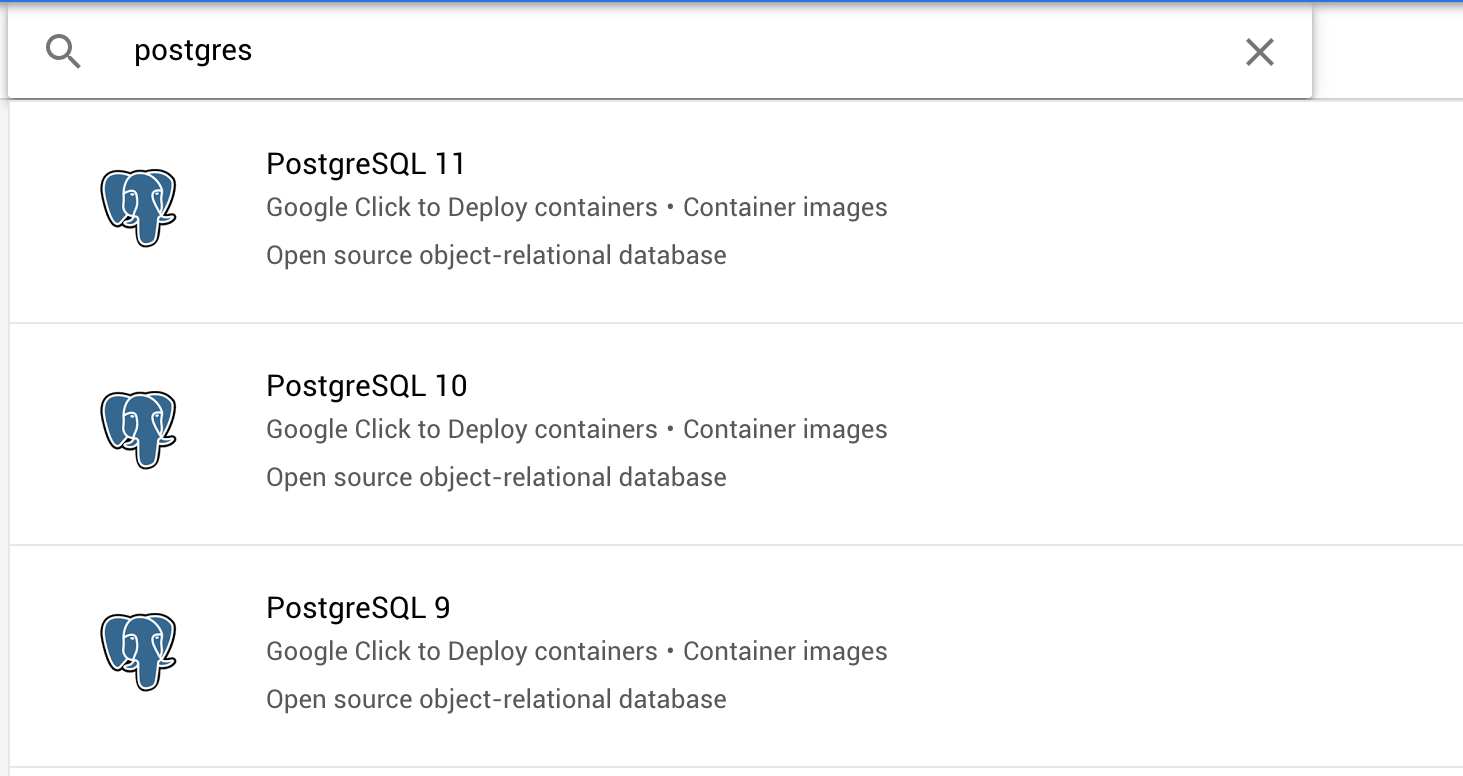 postgres
PostgreSQL 11
Google Click to Deploy containers • Container images
Open source object-relational database
PostgreSQL 10
Google Click to Deploy containers • Container images
Open source object-relational database
PostgreSQL 9
Google Click to Deploy containers • Container images
Open source object-relational database